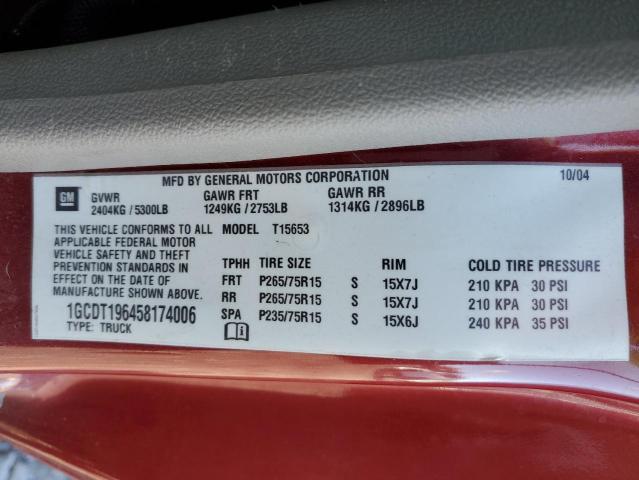 MFD BY GENERAL MOTORS CORPORATION 10/04
GM GVWR GAWR FRT GAWR RR
2404KG / 5300LB 1249KG / 2753LB 1314KG / 2896LB
THIS VEHICLE CONFORMS TO ALL MODEL T15653
APPLICABLE FEDERAL MOTOR
VEHICLE SAFETY AND THEFT
PREVENTION STANDARDS IN
EFFECT ON THE DATE OF
MANUFACTURE SHOWN ABOVE.
1GCDT196458174006
TYPE: TRUCK
TPHH TIRE SIZE RIM COLD TIRE PRESSURE
FRT P265/75R15 S 15X7J 210 KPA 30 PSI
RR P265/75R15 S 15X7J 210 KPA 30 PSI
SPA P235/75R15 S 15X6J 240 KPA 35 PSI